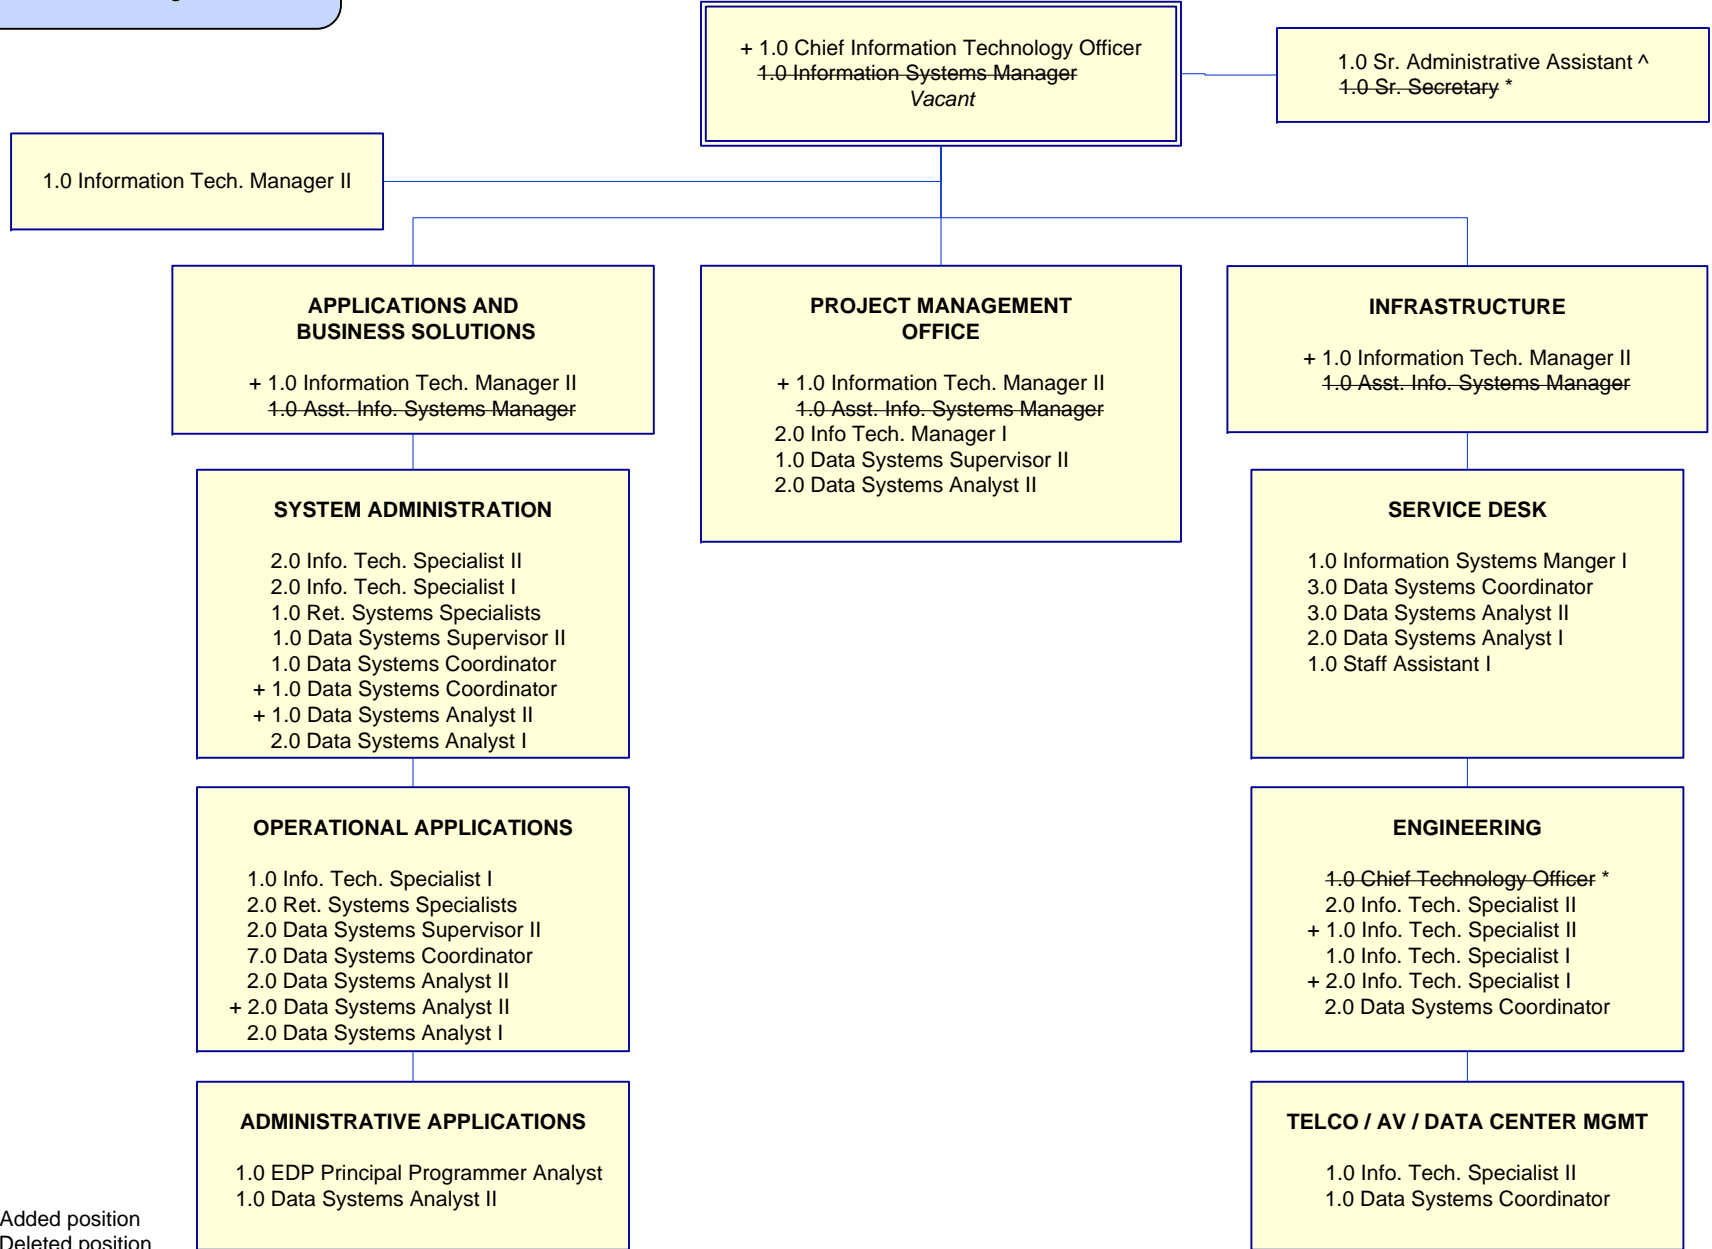 + 1.0 Chief Information Technology Officer
1.0 Information Systems Manager
Vacant
1.0 Sr. Administrative Assistant ^
1.0 Sr. Secretary *
1.0 Information Tech. Manager II
APPLICATIONS AND
BUSINESS SOLUTIONS
+ 1.0 Information Tech. Manager II
1.0 Asst. Info. Systems Manager
PROJECT MANAGEMENT
OFFICE
+ 1.0 Information Tech. Manager II
1.0 Asst. Info. Systems Manager
2.0 Info Tech. Manager I
1.0 Data Systems Supervisor II
2.0 Data Systems Analyst II
INFRASTRUCTURE
+ 1.0 Information Tech. Manager II
1.0 Asst. Info. Systems Manager
SYSTEM ADMINISTRATION
2.0 Info. Tech. Specialist II
2.0 Info. Tech. Specialist I
1.0 Ret. Systems Specialists
1.0 Data Systems Supervisor II
1.0 Data Systems Coordinator
+ 1.0 Data Systems Coordinator
+ 1.0 Data Systems Analyst II
2.0 Data Systems Analyst I
SERVICE DESK
1.0 Information Systems Manger I
3.0 Data Systems Coordinator
3.0 Data Systems Analyst II
2.0 Data Systems Analyst I
1.0 Staff Assistant I
OPERATIONAL APPLICATIONS
1.0 Info. Tech. Specialist I
2.0 Ret. Systems Specialists
2.0 Data Systems Supervisor II
7.0 Data Systems Coordinator
2.0 Data Systems Analyst II
+ 2.0 Data Systems Analyst II
2.0 Data Systems Analyst I
ENGINEERING
1.0 Chief Technology Officer *
2.0 Info. Tech. Specialist II
+ 1.0 Info. Tech. Specialist II
1.0 Info. Tech. Specialist I
+ 2.0 Info. Tech. Specialist I
2.0 Data Systems Coordinator
ADMINISTRATIVE APPLICATIONS
1.0 EDP Principal Programmer Analyst
1.0 Data Systems Analyst II
TELCO / AV / DATA CENTER MGMT
1.0 Info. Tech. Specialist II
1.0 Data Systems Coordinator
Added position
Deleted position